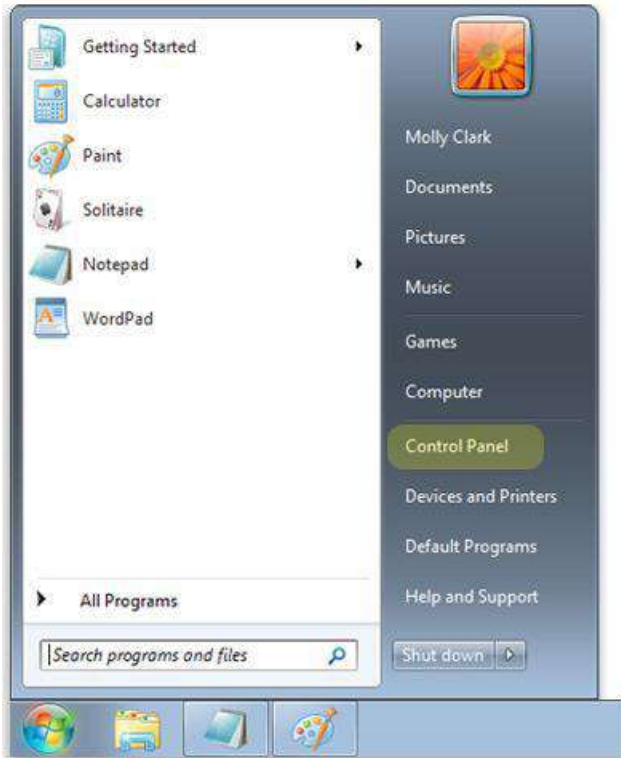 Getting Started
Calculator
Paint
Solitaire
Notepad
WordPad
All Programs
Search programs and files
Molly Clark
Documents
Pictures
Music
Games
Computer
Control Panel
Devices and Printers
Default Programs
Help and Support
Shut down